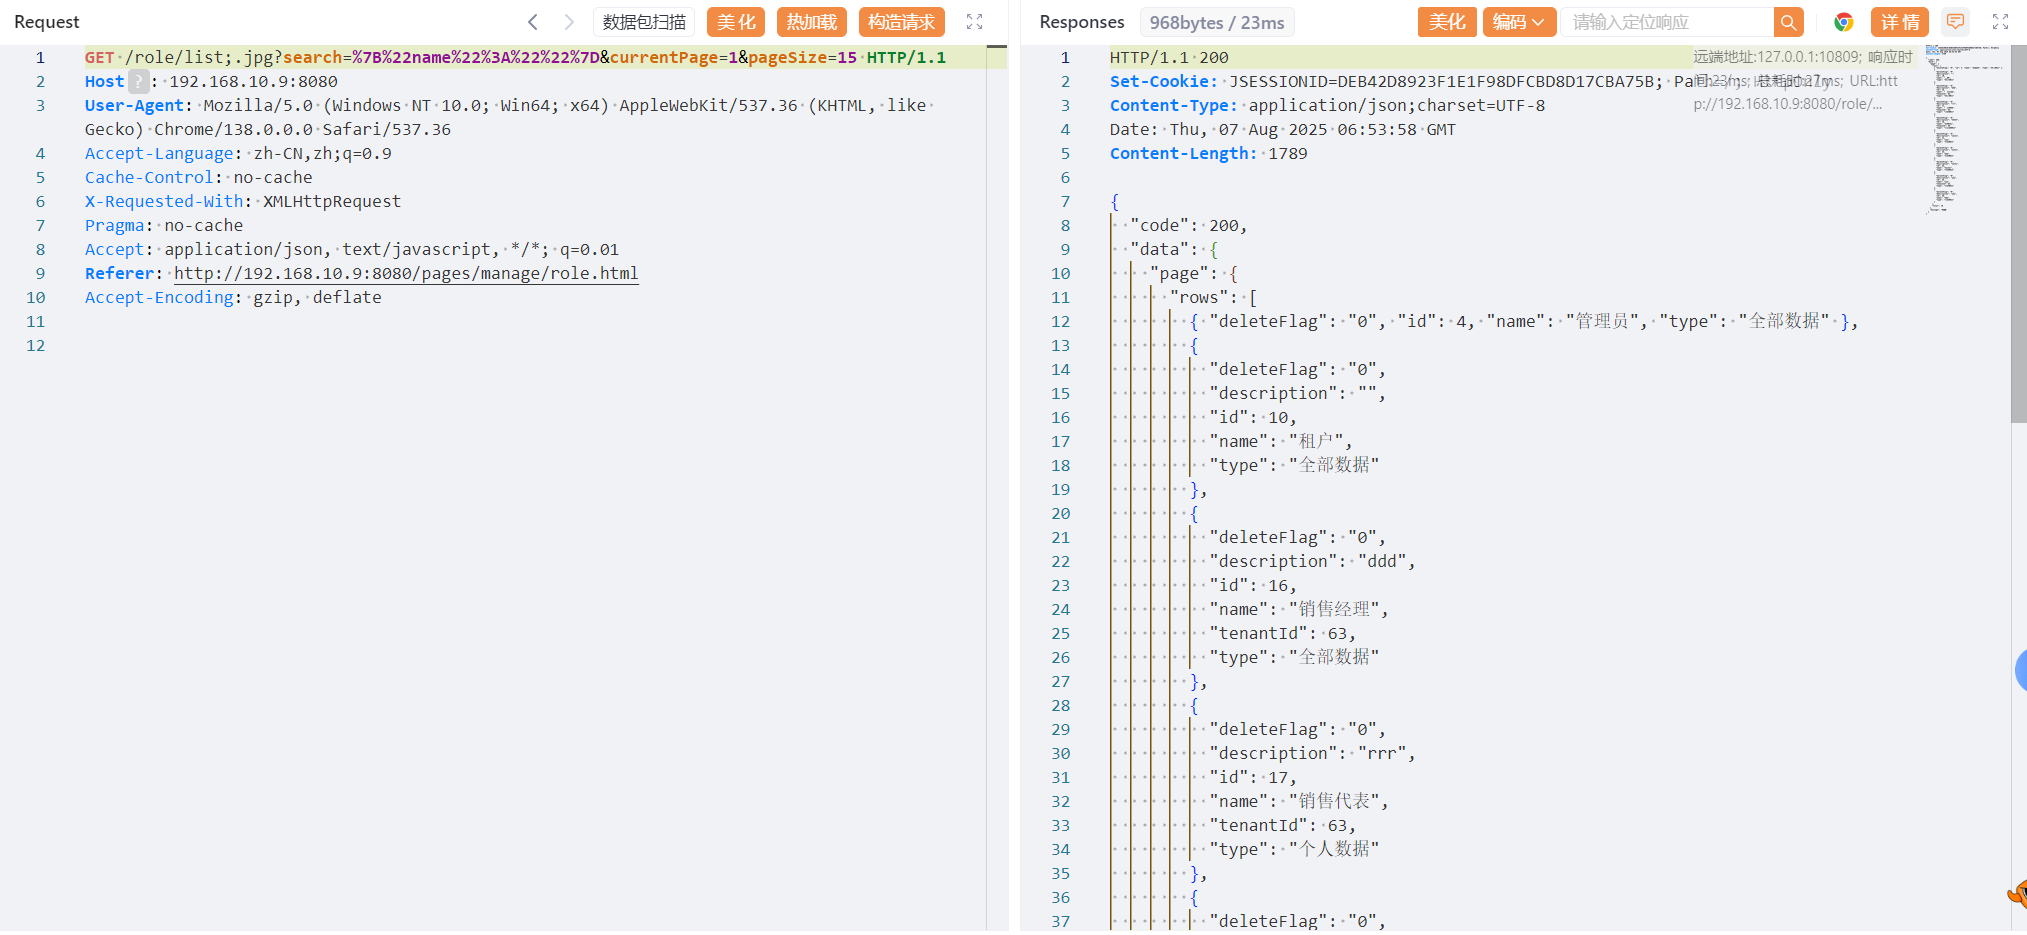 Request
数据包扫描
美化
热加载
构造请求
1 GET /role/list;.jpg?search=%7B%22name%22%3A%22%22%7D&currentPage=1&pageSize=15 HTTP/1.1
2 Host ? : 192.168.10.9:8080
3 User-Agent: Mozilla/5.0 (Windows NT 10.0; Win64; x64) AppleWebKit/537.36 (KHTML, like
Gecko) Chrome/138.0.0.0 Safari/537.36
4 Accept-Language: zh-CN,zh;q=0.9
5 Cache-Control: no-cache
6 X-Requested-With: XMLHttpRequest
7 Pragma: no-cache
8 Accept: application/json, text/javascript, */*; q=0.01
9 Referer: http://192.168.10.9:8080/pages/manage/role.html
10 Accept-Encoding: gzip, deflate
11
12
Responses
968bytes / 23ms
美化
编码
请输入定位响应
详情
远端地址:127.0.0.1:10809; 响应时
间:23ms; 总耗时:27ms; URL:htt
p://192.168.10.9:8080/role/...
1 HTTP/1.1 200
2 Set-Cookie: JSESSIONID=DEB42D8923F1E1F98DFCBD8D17CBA75B;
3 Content-Type: application/json;charset=UTF-8
4 Date: Thu, 07 Aug 2025 06:53:58 GMT
5 Content-Length: 1789
6
7 {
8 "code": 200,
9 "data": {
10 "page": {
11 "rows": [
12 { "deleteFlag": "0", "id": 4, "name": "管理员", "type": "全部数据" },
13 {
14 "deleteFlag": "0",
15 "description": "",
16 "id": 10,
17 "name": "租户",
18 "type": "全部数据"
19 },
20 {
21 "deleteFlag": "0",
22 "description": "ddd",
23 "id": 16,
24 "name": "销售经理",
25 "tenantId": 63,
26 "type": "全部数据"
27 },
28 {
29 "deleteFlag": "0",
30 "description": "rrr",
31 "id": 17,
32 "name": "销售代表",
33 "tenantId": 63,
34 "type": "个人数据"
35 },
36 {
37 "deleteFlag": "0",